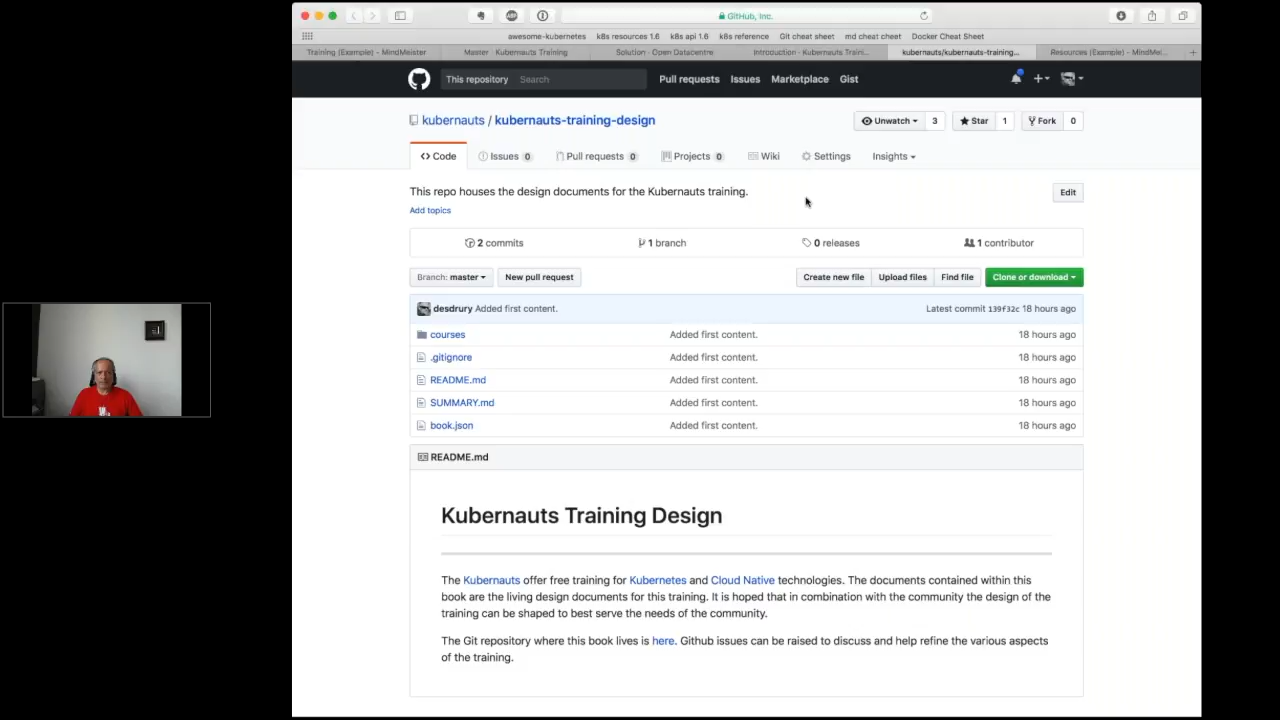 GitHub, Inc.
awesome-kubernetes k8s resources 1.6 k8s api 1.6 k8s reference Git cheat sheet md cheat sheet Docker Cheat Sheet
Training (Example) - MindMeister Master · Kubernauts Training Solution - Open Datacentre Introduction · Kubernauts Traini... kubernauts/kubernauts-training... Resources (Example) - MindMei...
This repository Search Pull requests Issues Marketplace Gist
kubernauts / kubernauts-training-design Unwatch 3 Star 1 Fork 0
Code Issues 0 Pull requests 0 Projects 0 Wiki Settings Insights
This repo houses the design documents for the Kubernauts training. Edit
Add topics
2 commits 1 branch 0 releases 1 contributor
Branch: master New pull request Create new file Upload files Find file Clone or download
desdrury Added first content. Latest commit 139f32c 18 hours ago
courses Added first content. 18 hours ago
.gitignore Added first content. 18 hours ago
README.md Added first content. 18 hours ago
SUMMARY.md Added first content. 18 hours ago
book.json Added first content. 18 hours ago
README.md
Kubernauts Training Design
The Kubernauts offer free training for Kubernetes and Cloud Native technologies. The documents contained within this
book are the living design documents for this training. It is hoped that in combination with the community the design of the
training can be shaped to best serve the needs of the community.
The Git repository where this book lives is here. Github issues can be raised to discuss and help refine the various aspects
of the training.